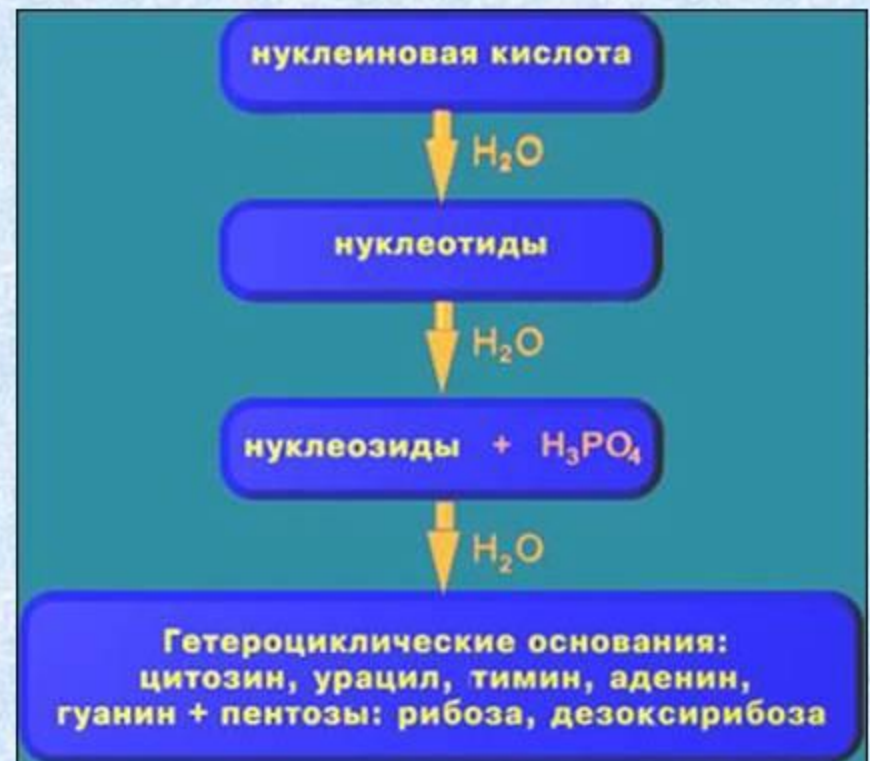 нуклеиновая кислота
H₂O
нуклеотиды
H₂O
нуклеозиды + H₃PO₄
H₂O
Гетероциклические основания:
цитозин, урацил, тимин, аденин,
гуанин + пентозы: рибоза, дезоксирибоза